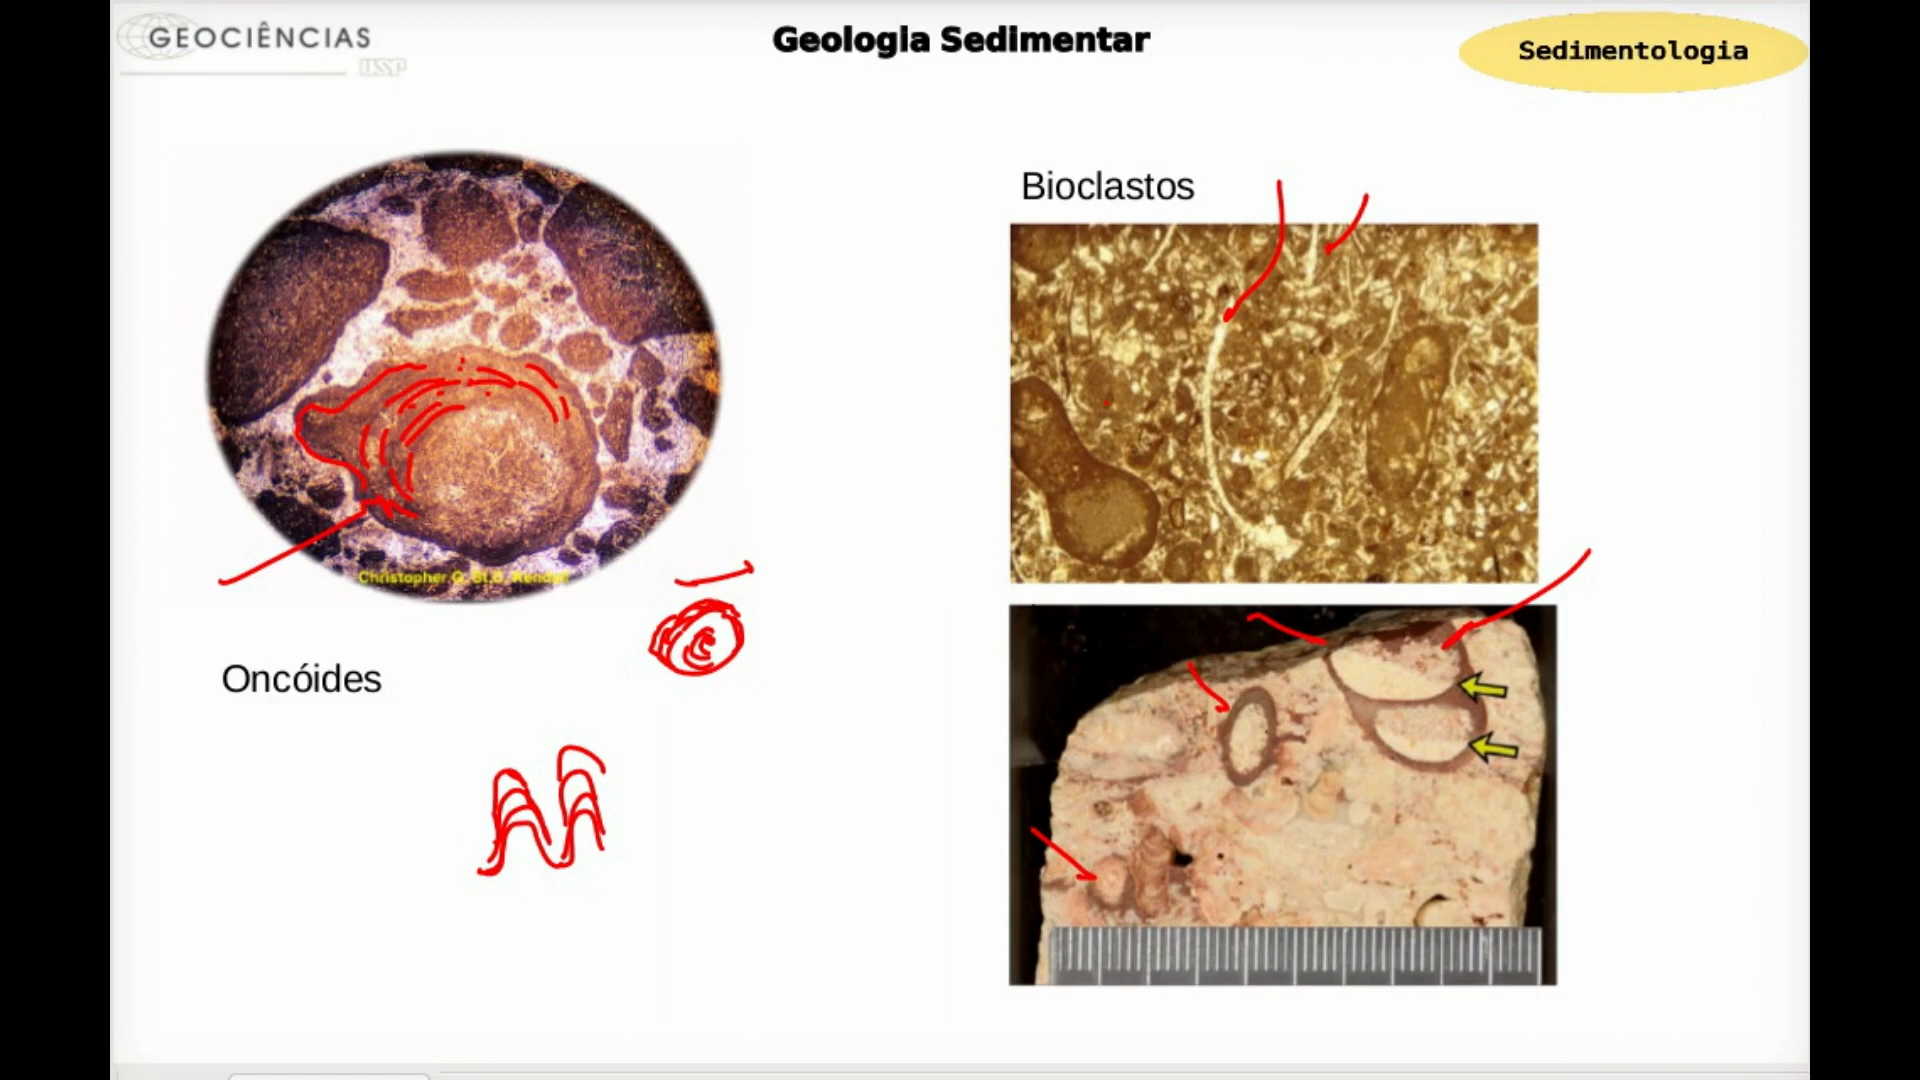 GEOCIÊNCIAS
USP
Geologia Sedimentar
Sedimentologia
Bioclastos
Christopher G. St.C. Kendall
Oncóides